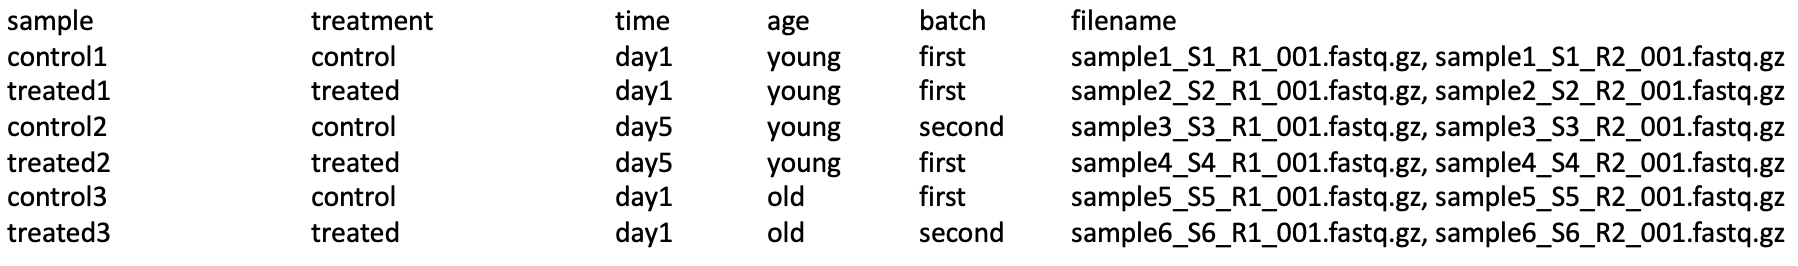 sample treatment time age batch filename
control1 control day1 young first sample1_S1_R1_001.fastq.gz, sample1_S1_R2_001.fastq.gz
treated1 treated day1 young first sample2_S2_R1_001.fastq.gz, sample2_S2_R2_001.fastq.gz
control2 control day5 young second sample3_S3_R1_001.fastq.gz, sample3_S3_R2_001.fastq.gz
treated2 treated day5 young first sample4_S4_R1_001.fastq.gz, sample4_S4_R2_001.fastq.gz
control3 control day1 old first sample5_S5_R1_001.fastq.gz, sample5_S5_R2_001.fastq.gz
treated3 treated day1 old second sample6_S6_R1_001.fastq.gz, sample6_S6_R2_001.fastq.gz